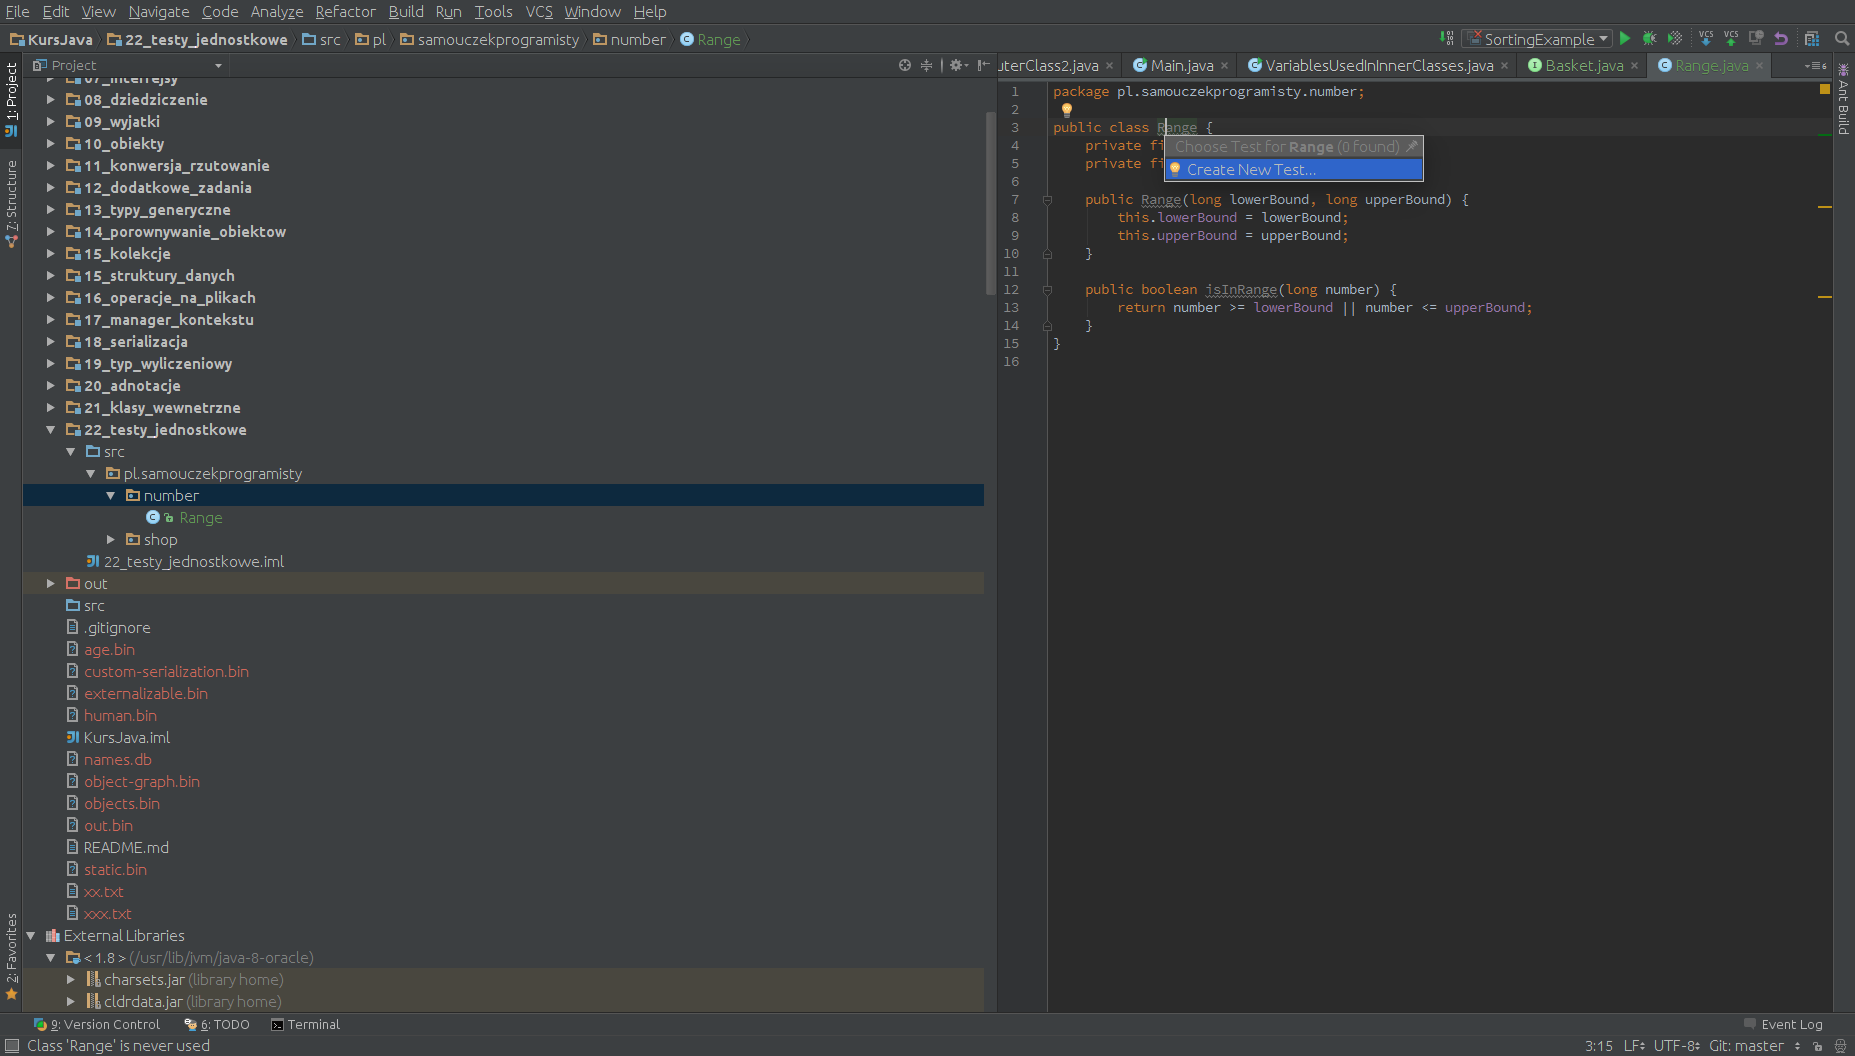 File Edit View Navigate Code Analyze Refactor Build Run Tools VCS Window Help
KursJava 22_testy_jednostkowe src pl samouczekprogramisty number Range
SortingExample VCS VCS
1: Project
Z: Structure
2: Favorites
Project
07_interfejsy
08_dziedziczenie
09_wyjatki
10_obiekty
11_konwersja_rzutowanie
12_dodatkowe_zadania
13_typy_generyczne
14_porownywanie_obiektow
15_kolekcje
15_struktury_danych
16_operacje_na_plikach
17_manager_kontekstu
18_serializacja
19_typ_wyliczeniowy
20_adnotacje
21_klasy_wewnetrzne
22_testy_jednostkowe
src
pl.samouczekprogramisty
number
Range
shop
22_testy_jednostkowe.iml
out
src
.gitignore
age.bin
custom-serialization.bin
externalizable.bin
human.bin
KursJava.iml
names.db
object-graph.bin
objects.bin
out.bin
README.md
static.bin
xx.txt
xxx.txt
External Libraries
< 1.8 > (/usr/lib/jvm/java-8-oracle)
charsets.jar (library home)
cldrdata.jar (library home)
uterClass2.java Main.java VariablesUsedInInnerClasses.java Basket.java Range.java
1 package pl.samouczekprogramisty.number;
2
3 public class Range {
4 private fi
5 private fi
Choose Test for Range (0 found)
Create New Test...
6
7 public Range(long lowerBound, long upperBound) {
8 this.lowerBound = lowerBound;
9 this.upperBound = upperBound;
10 }
11
12 public boolean isInRange(long number) {
13 return number >= lowerBound || number <= upperBound;
14 }
15 }
16
Ant Build
9: Version Control 6: TODO Terminal Event Log
Class 'Range' is never used 3:15 LF UTF-8 Git: master